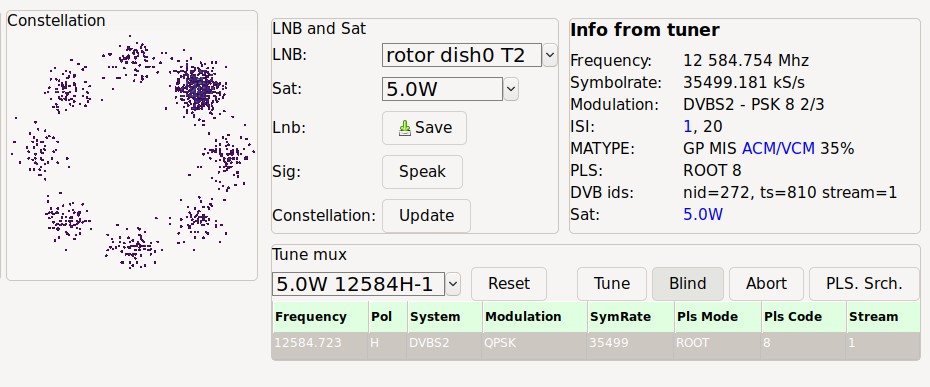 Constellation
LNB and Sat
LNB: rotor dish0 T2
Sat: 5.0W
Lnb: Save
Sig: Speak
Constellation: Update
Info from tuner
Frequency: 12 584.754 Mhz
Symbolrate: 35499.181 kS/s
Modulation: DVBS2 - PSK 8 2/3
ISI: 1, 20
MATYPE: GP MIS ACM/VCM 35%
PLS: ROOT 8
DVB ids: nid=272, ts=810 stream=1
Sat: 5.0W
Tune mux
5.0W 12584H-1 Reset Tune Blind Abort PLS. Srch.
Frequency Pol System Modulation SymRate Pls Mode Pls Code Stream
12584.723 H DVBS2 QPSK 35499 ROOT 8 1